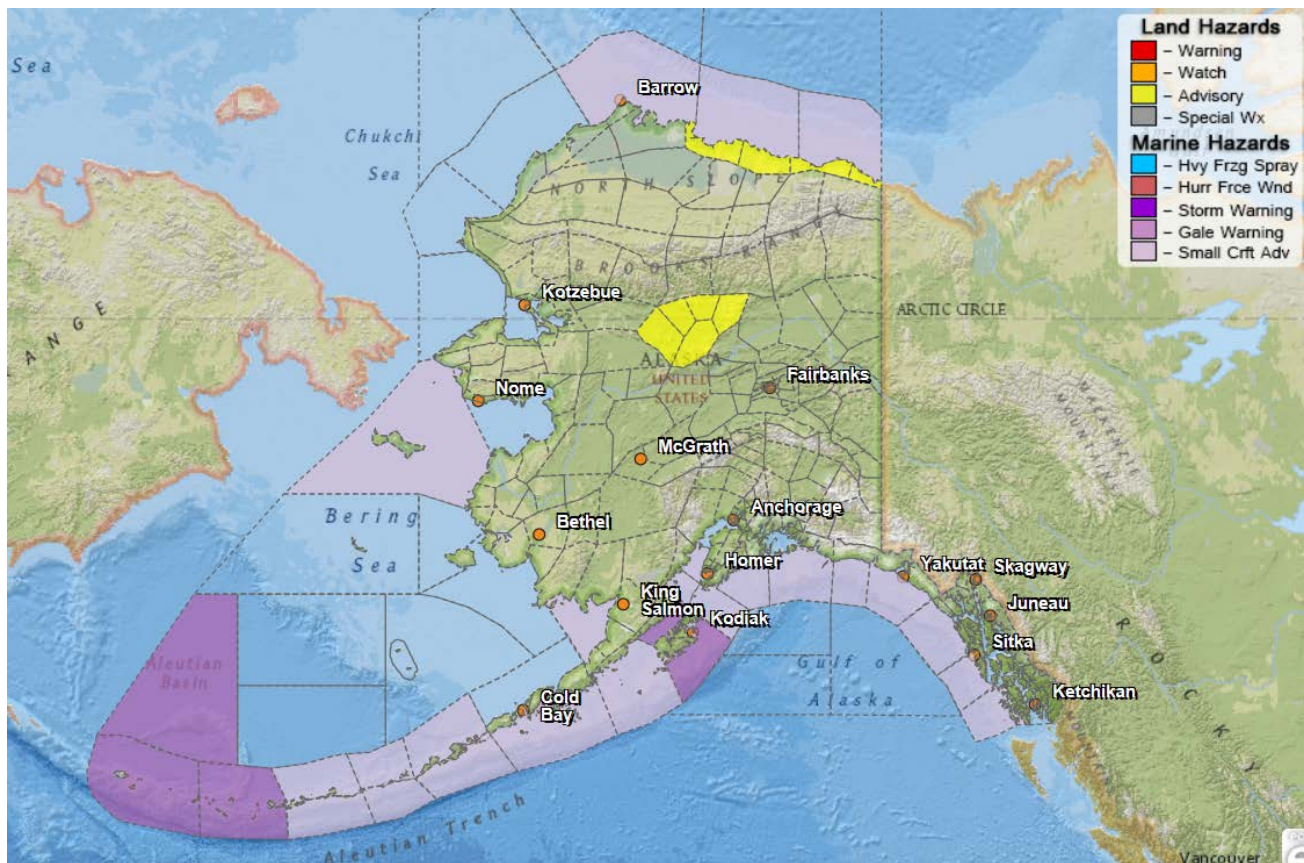 Land Hazards
– Warning
– Watch
– Advisory
– Special Wx
Marine Hazards
– Hvy Frzg Spray
– Hurr Frce Wnd
– Storm Warning
– Gale Warning
– Small Crft Adv
Sea
Barrow
Chukchi
Sea
NORTH SLOPE
BROOKS RANGE
Kotzebue
ARCTIC CIRCLE
ANGE
ALASKA
UNITED
STATES
Fairbanks
Nome
MACKENZIE
MOUNTAINS
McGrath
Anchorage
Bering
Sea
Bethel
Homer
Yakutat
Skagway
King
Salmon
Juneau
Kodiak
Sitka
Aleutian
Basin
Gulf of
Alaska
Cold
Bay
Ketchikan
ROCKY
Aleutian Trench
Vancouver